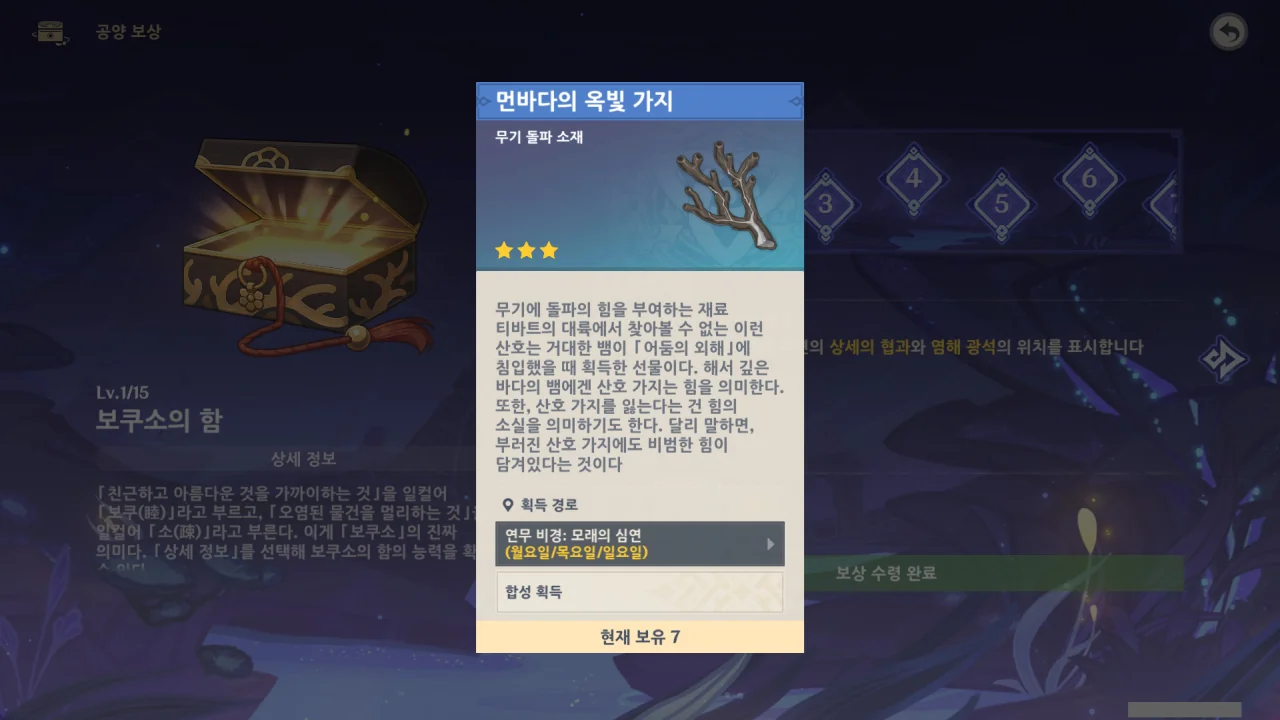 공양 보상
먼바다의 옥빛 가지
무기 돌파 소재
무기에 돌파의 힘을 부여하는 재료
티바트의 대륙에서 찾아볼 수 없는 이런
산호는 거대한 뱀이 「어둠의 외해」에
침입했을 때 획득한 선물이다. 해서 깊은
바다의 뱀에겐 산호 가지는 힘을 의미한다.
또한, 산호 가지를 잃는다는 건 힘의
소실을 의미하기도 한다. 달리 말하면,
부러진 산호 가지에도 비범한 힘이
담겨있다는 것이다
획득 경로
연무 비경: 모래의 심연
(월요일/목요일/일요일)
합성 획득
현재 보유 7
Lv.1/15
보쿠소의 함
상세 정보
「친근하고 아름다운 것을 가까이하는 것」을 일컬어
「보쿠(睦)」라고 부르고, 「오염된 물건을 멀리하는 것」을
일컬어 「소(疎)」라고 부른다. 이게 「보쿠소」의 진짜
의미다. 「상세 정보」를 선택해 보쿠소의 함의 능력을
3
4
5
6
상세의 협과와 염해 광석의 위치를 표시합니다
보상 수령 완료